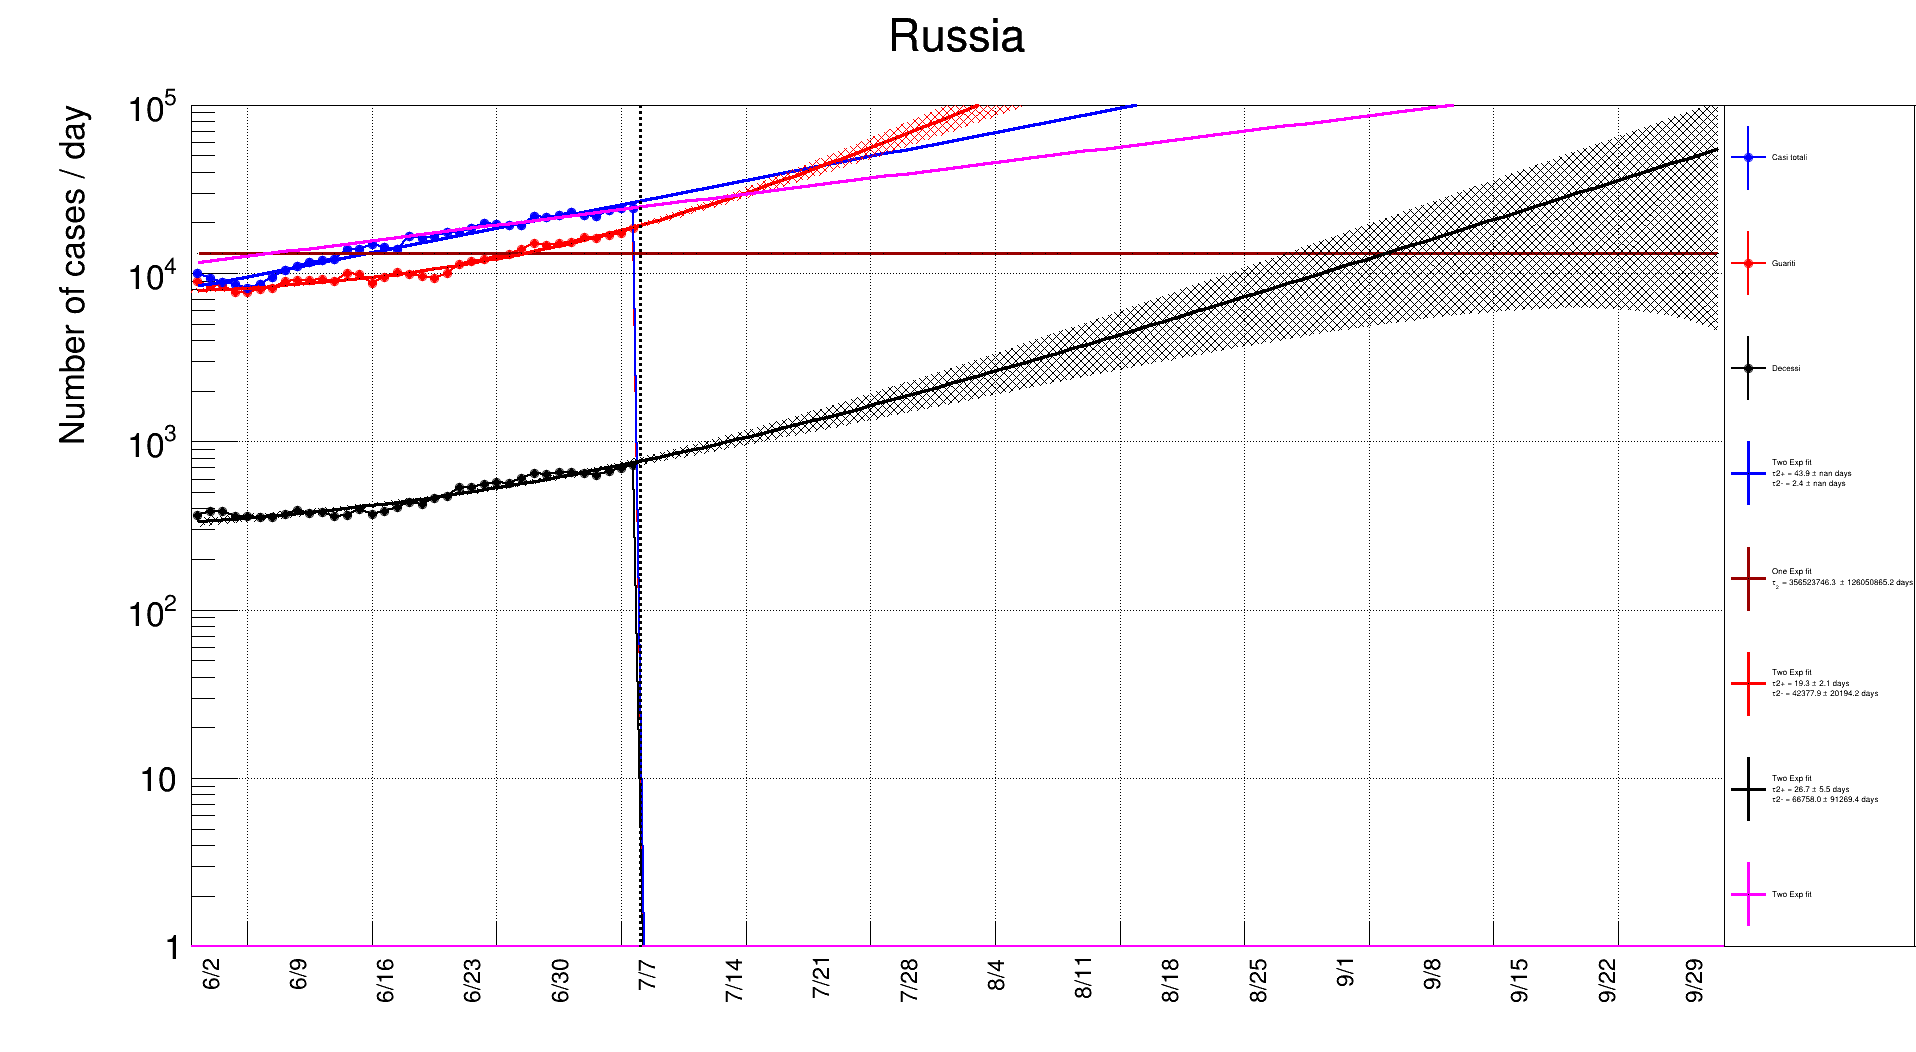 Russia
Number of cases / day
10^5
10^4
10^3
10^2
10
1
6/2
6/9
6/16
6/23
6/30
7/7
7/14
7/21
7/28
8/4
8/11
8/18
8/25
9/1
9/8
9/15
9/22
9/29
Casi totali
Guariti
Decessi
Two Exp fit
τ2+ = 43.9 ± nan days
τ2- = 2.4 ± nan days
One Exp fit
τ_2 = 356523746.3 ± 126050865.2 days
Two Exp fit
τ2+ = 19.3 ± 2.1 days
τ2- = 42377.9 ± 20194.2 days
Two Exp fit
τ2+ = 26.7 ± 5.5 days
τ2- = 66758.0 ± 91269.4 days
Two Exp fit